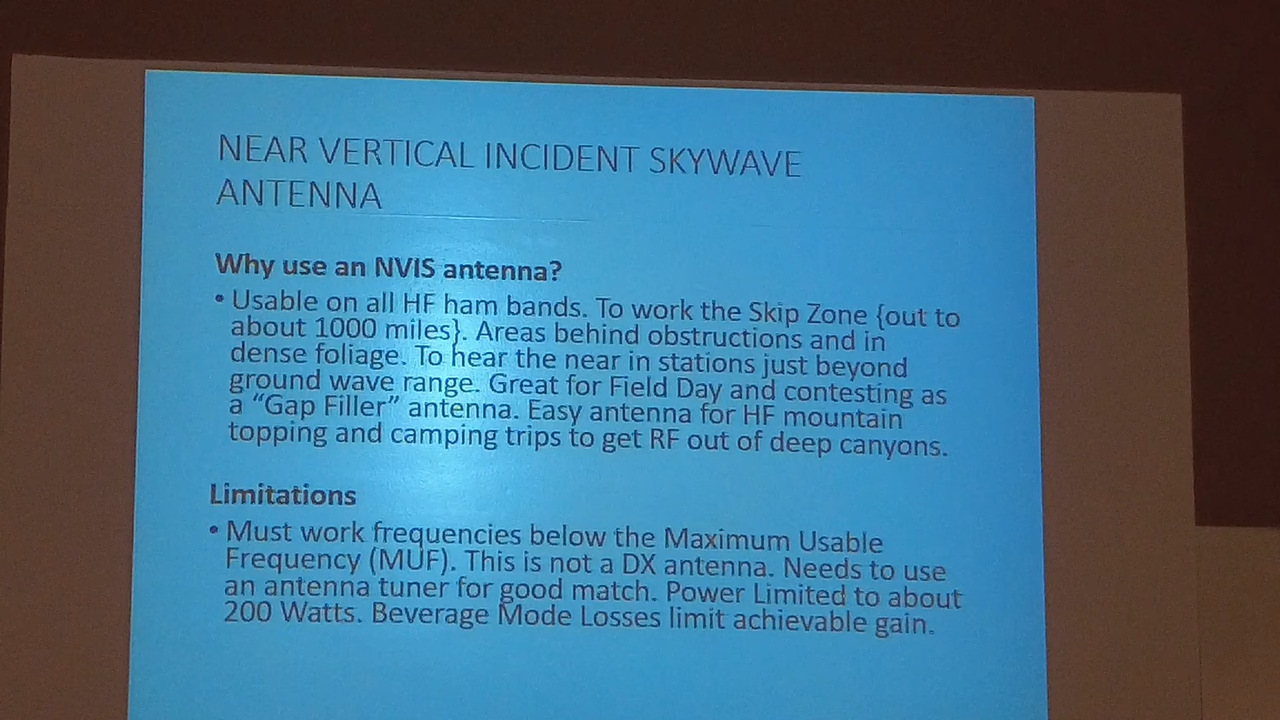 NEAR VERTICAL INCIDENT SKYWAVE
ANTENNA
Why use an NVIS antenna?
• Usable on all HF ham bands. To work the Skip Zone {out to
about 1000 miles}. Areas behind obstructions and in
dense foliage. To hear the near in stations just beyond
ground wave range. Great for Field Day and contesting as
a “Gap Filler” antenna. Easy antenna for HF mountain
topping and camping trips to get RF out of deep canyons.
Limitations
• Must work frequencies below the Maximum Usable
Frequency (MUF). This is not a DX antenna. Needs to use
an antenna tuner for good match. Power Limited to about
200 Watts. Beverage Mode Losses limit achievable gain.